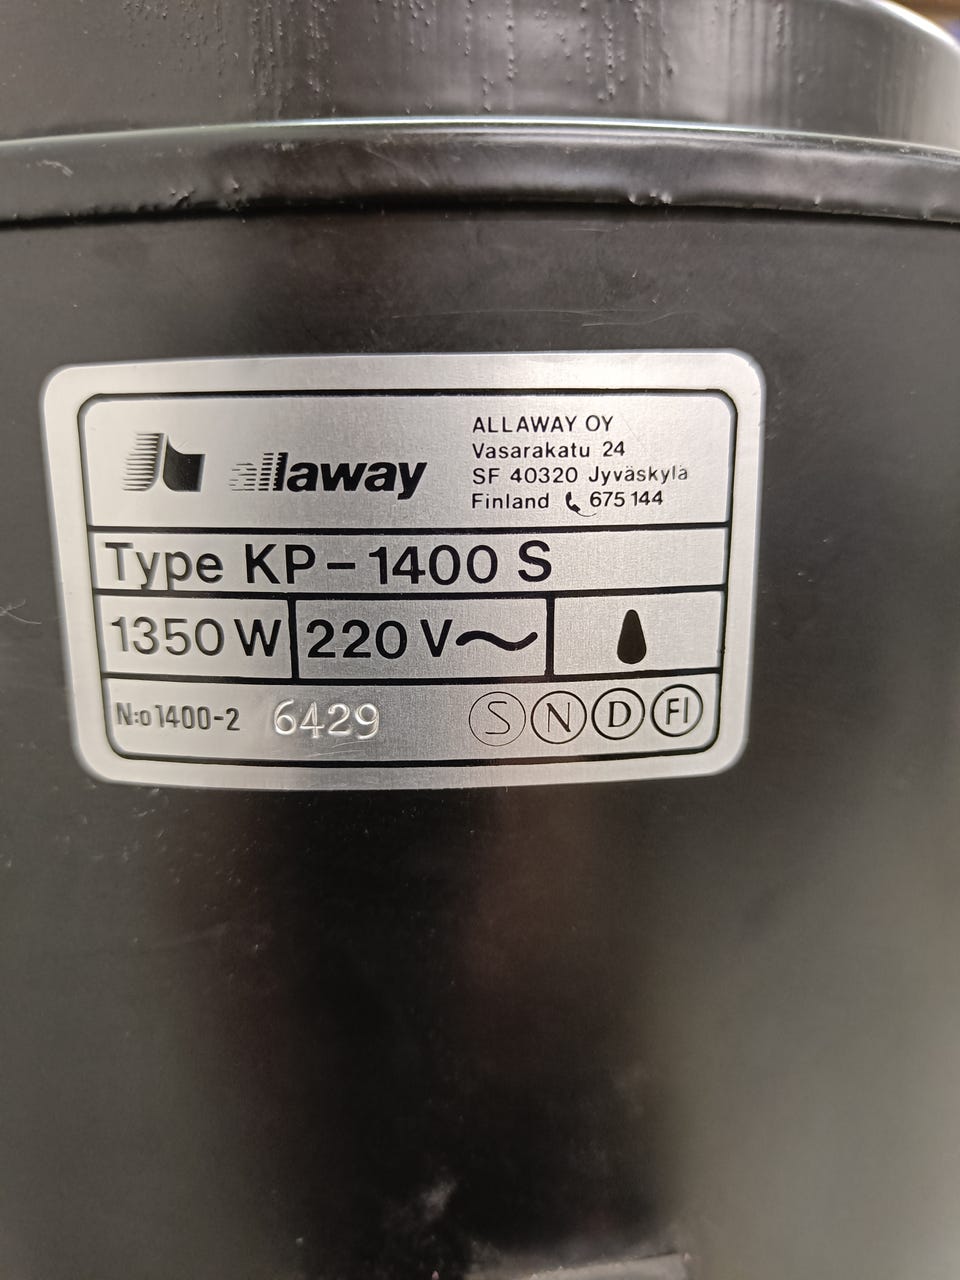 allaway
ALLAWAY OY
Vasarakatu 24
SF 40320 Jyväskylä
Finland 675 144
Type KP-1400 S
1350 W 220 V~
N:o 1400-2 6429 S N D FI